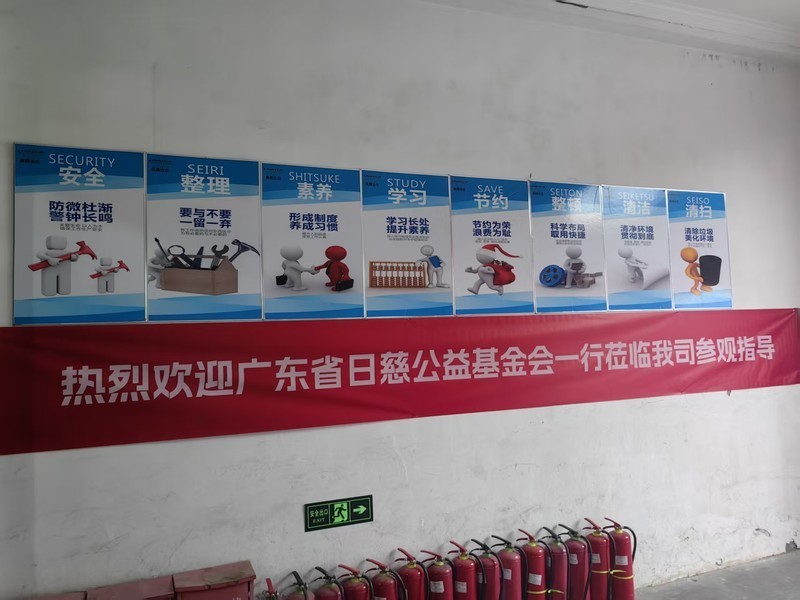 SECURITY
安全
防微杜渐
警钟长鸣
SEIRI
整理
要与不要
一留一弃
SHITSUKE
素养
形成制度
养成习惯
STUDY
学习
学习长处
提升素养
SAVE
节约
节约为荣
浪费为耻
SEITON
整顿
科学布局
取用快捷
SEIKETSU
清洁
清净环境
贯彻到底
SEISO
清扫
清除垃圾
美化环境
热烈欢迎广东省日慈公益基金会一行莅临我司参观指导
安全出口
EXIT